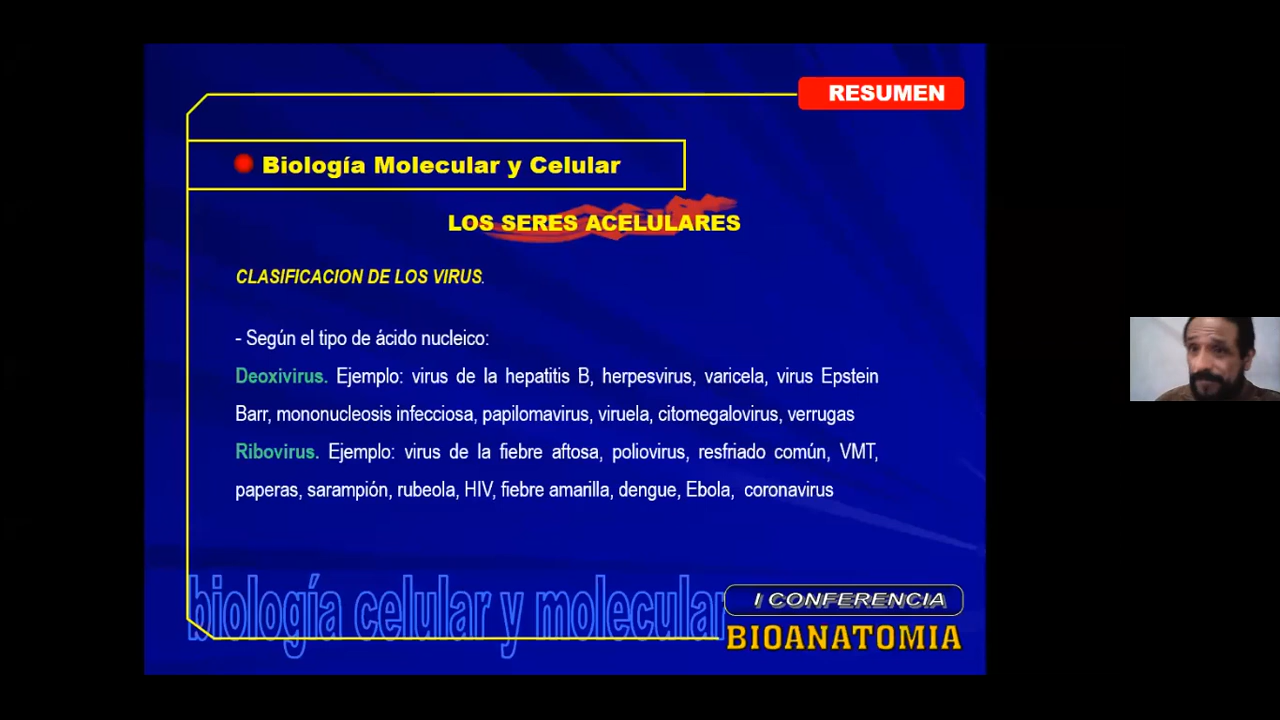 RESUMEN
Biología Molecular y Celular
LOS SERES ACELULARES
CLASIFICACION DE LOS VIRUS.
- Según el tipo de ácido nucleico:
Deoxivirus. Ejemplo: virus de la hepatitis B, herpesvirus, varicela, virus Epstein
Barr, mononucleosis infecciosa, papilomavirus, viruela, citomegalovirus, verrugas
Ribovirus. Ejemplo: virus de la fiebre aftosa, poliovirus, resfriado común, VMT,
paperas, sarampión, rubeola, HIV, fiebre amarilla, dengue, Ebola, coronavirus
biología celular y molecular
I CONFERENCIA
BIOANATOMIA